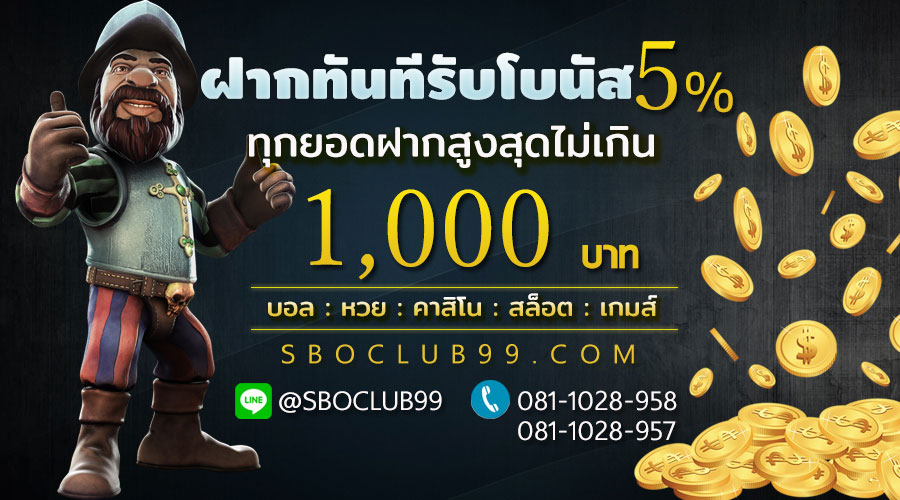 ฝากทันทีรับโบนัส5%
ทุกยอดฝากสูงสุดไม่เกิน
1,000 บาท
บอล : หวย : คาสิโน : สล็อต : เกมส์
SBOCLUB99.COM
LINE @SBOCLUB99 081-1028-958
081-1028-957